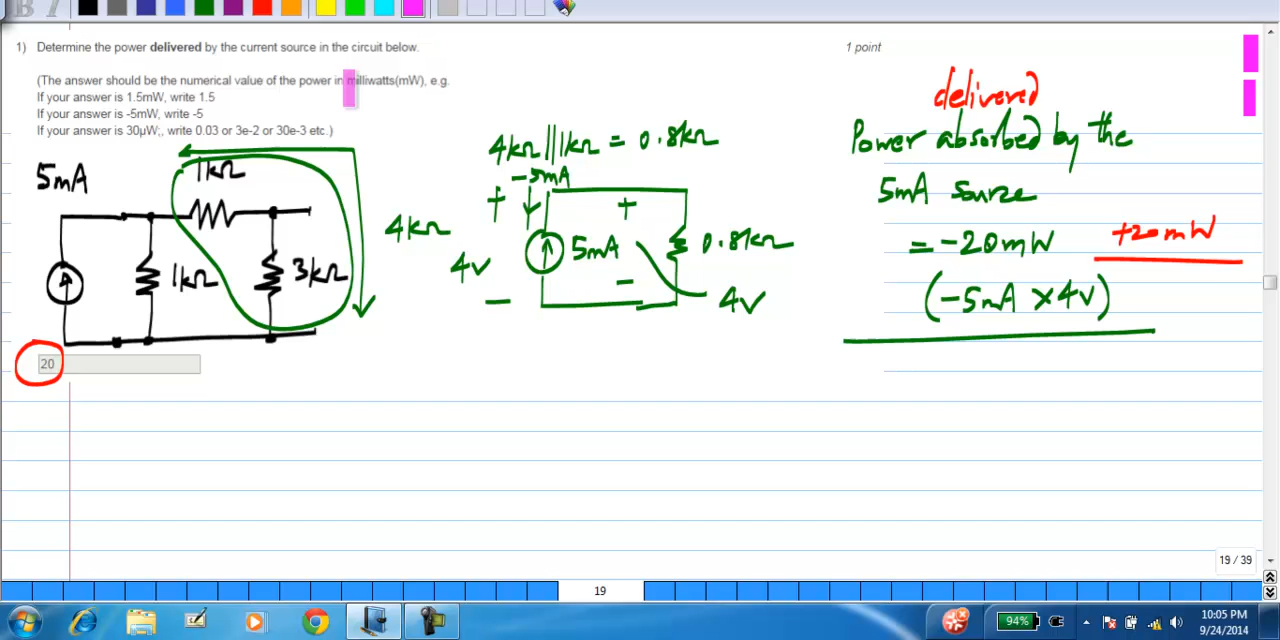 1) Determine the power delivered by the current source in the circuit below.
1 point
(The answer should be the numerical value of the power in milliwatts(mW), e.g.
If your answer is 1.5mW, write 1.5
If your answer is -5mW, write -5
If your answer is 30µW;, write 0.03 or 3e-2 or 30e-3 etc.)
5mA
1kΩ
1kΩ
3kΩ
4kΩ
20
4kΩ||1kΩ = 0.8kΩ
-5mA
+
+
4V
5mA
0.8kΩ
-
-
4V
delivered
Power absorbed by the
5mA source
= -20mW
+20mW
(-5mA × 4V)
19 / 39
19
94%
10:05 PM
9/24/2014